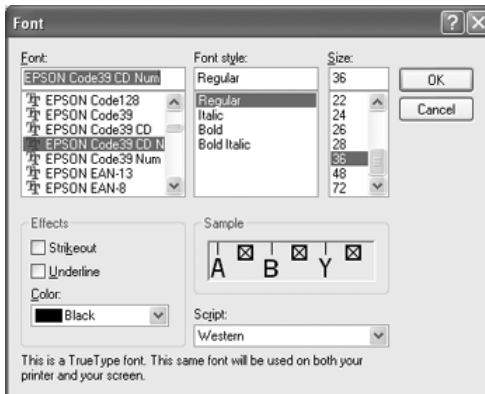 Font
Font:
EPSON Code39 CD Num
EPSON Code128
EPSON Code39
EPSON Code39 CD
EPSON Code39 CD N
EPSON Code39 Num
EPSON EAN-13
EPSON EAN-8
Font style:
Regular
Regular
Italic
Bold
Bold Italic
Size:
36
22
24
26
28
36
48
72
OK
Cancel
Effects
Strikeout
Underline
Color:
Black
Sample
A B Y
Script:
Western
This is a TrueType font. This same font will be used on both your
printer and your screen.